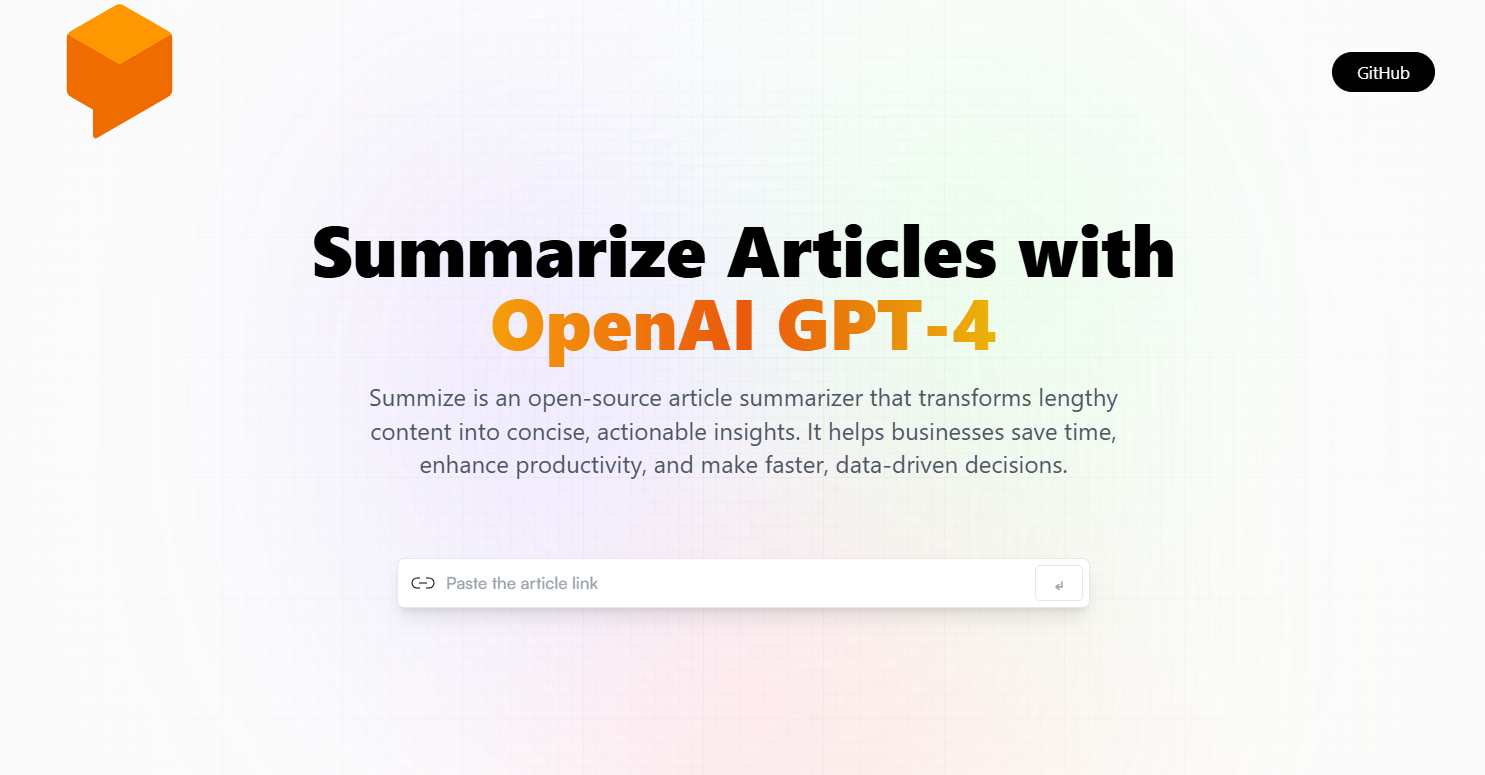 GitHub
Summarize Articles with
OpenAI GPT-4
Summize is an open-source article summarizer that transforms lengthy
content into concise, actionable insights. It helps businesses save time,
enhance productivity, and make faster, data-driven decisions.
Paste the article link